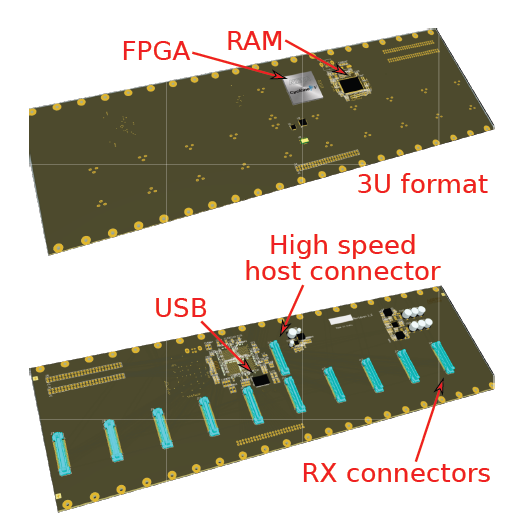 FPGA
RAM
3U format
High speed
host connector
USB
RX connectors